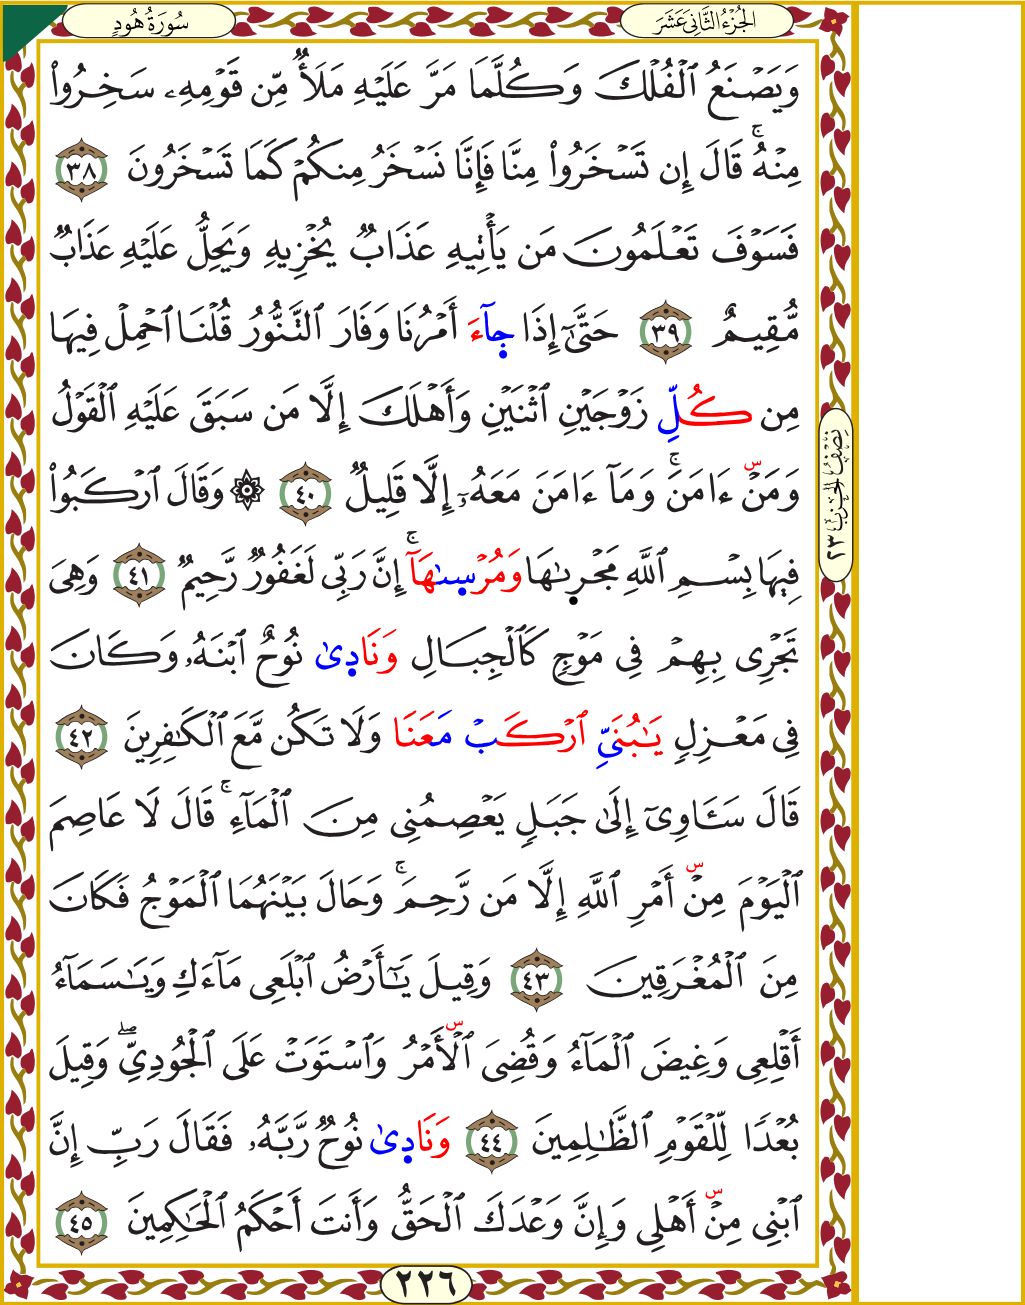 الجُزْءُ الثَّانِيَ عَشَرَ
سُورَةُ هُودٍ
وَيَصۡنَعُ ٱلۡفُلۡكَ وَكُلَّمَا مَرَّ عَلَيۡهِ مَلَأٞ مِّن قَوۡمِهِۦ سَخِرُواْ
مِنۡهُۚ قَالَ إِن تَسۡخَرُواْ مِنَّا فَإِنَّا نَسۡخَرُ مِنكُمۡ كَمَا تَسۡخَرُونَ ٣٨
فَسَوۡفَ تَعۡلَمُونَ مَن يَأۡتِيهِ عَذَابٞ يُخۡزِيهِ وَيَحِلُّ عَلَيۡهِ عَذَابٞ
مُّقِيمٌ ٣٩ حَتَّىٰٓ إِذَا جَآءَ أَمۡرُنَا وَفَارَ ٱلتَّنُّورُ قُلۡنَا ٱحۡمِلۡ فِيهَا
مِن كُلِّ زَوۡجَيۡنِ ٱثۡنَيۡنِ وَأَهۡلَكَ إِلَّا مَن سَبَقَ عَلَيۡهِ ٱلۡقَوۡلُ
وَمَنۡ ءَامَنَۚ وَمَآ ءَامَنَ مَعَهُۥٓ إِلَّا قَلِيلٞ ٤٠ ۞ وَقَالَ ٱرۡكَبُواْ
فِيهَا بِسۡمِ ٱللَّهِ مَجۡرٜىٰهَا وَمُرۡسٜىٰهَآۚ إِنَّ رَبِّي لَغَفُورٞ رَّحِيمٞ ٤١ وَهِيَ
تَجۡرِي بِهِمۡ فِي مَوۡجٖ كَٱلۡجِبَالِ وَنَادٜىٰ نُوحٌ ٱبۡنَهُۥ وَكَانَ
فِي مَعۡزِلٖ يَٰبُنَيِّ ٱرۡكَبۡ مَعَنَا وَلَا تَكُن مَّعَ ٱلۡكَٰفِرِينَ ٤٢
قَالَ سَـَٔاوِيٓ إِلَىٰ جَبَلٖ يَعۡصِمُنِي مِنَ ٱلۡمَآءِۚ قَالَ لَا عَاصِمَ
ٱلۡيَوۡمَ مِنۡ أَمۡرِ ٱللَّهِ إِلَّا مَن رَّحِمَۚ وَحَالَ بَيۡنَهُمَا ٱلۡمَوۡجُ فَكَانَ
مِنَ ٱلۡمُغۡرَقِينَ ٤٣ وَقِيلَ يَٰٓأَرۡضُ ٱبۡلَعِي مَآءَكِ وَيَٰسَمَآءُ
أَقۡلِعِي وَغِيضَ ٱلۡمَآءُ وَقُضِيَ ٱلۡأَمۡرُ وَٱسۡتَوَتۡ عَلَى ٱلۡجُودِيِّۖ وَقِيلَ
بُعۡدٗا لِّلۡقَوۡمِ ٱلظَّٰلِمِينَ ٤٤ وَنَادٜىٰ نُوحٞ رَّبَّهُۥ فَقَالَ رَبِّ إِنَّ
ٱبۡنِي مِنۡ أَهۡلِي وَإِنَّ وَعۡدَكَ ٱلۡحَقُّ وَأَنتَ أَحۡكَمُ ٱلۡحَٰكِمِينَ ٤٥
نِصْفُ الحِزْبِ ٢٣
٢٢٦